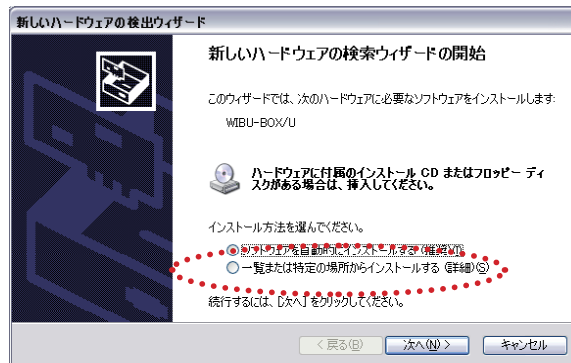 新しいハードウェアの検出ウィザード
新しいハードウェアの検索ウィザードの開始
このウィザードでは、次のハードウェアに必要なソフトウェアをインストールします:
WIBU-BOX/U
ハードウェアに付属のインストール CD またはフロッピー ディ
スクがある場合は、挿入してください。
インストール方法を選んでください。
ソフトウェアを自動的にインストールする (推奨)(I)
一覧または特定の場所からインストールする (詳細)(S)
続行するには、[次へ] をクリックしてください。
< 戻る(B) 次へ(N) > キャンセル